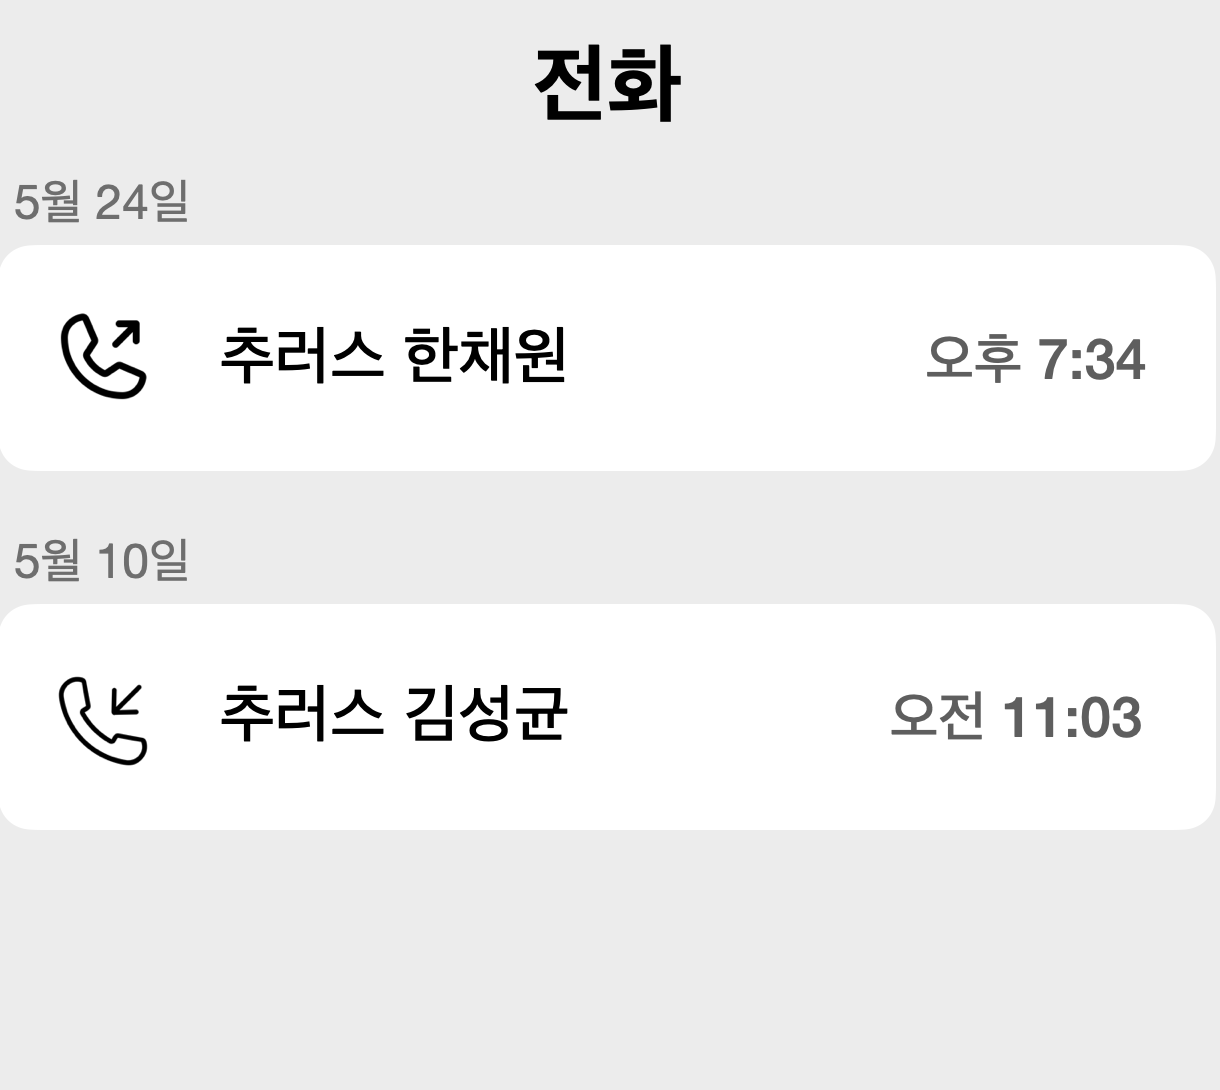 전화
5월 24일
추러스 한채원 오후 7:34
5월 10일
추러스 김성균 오전 11:03